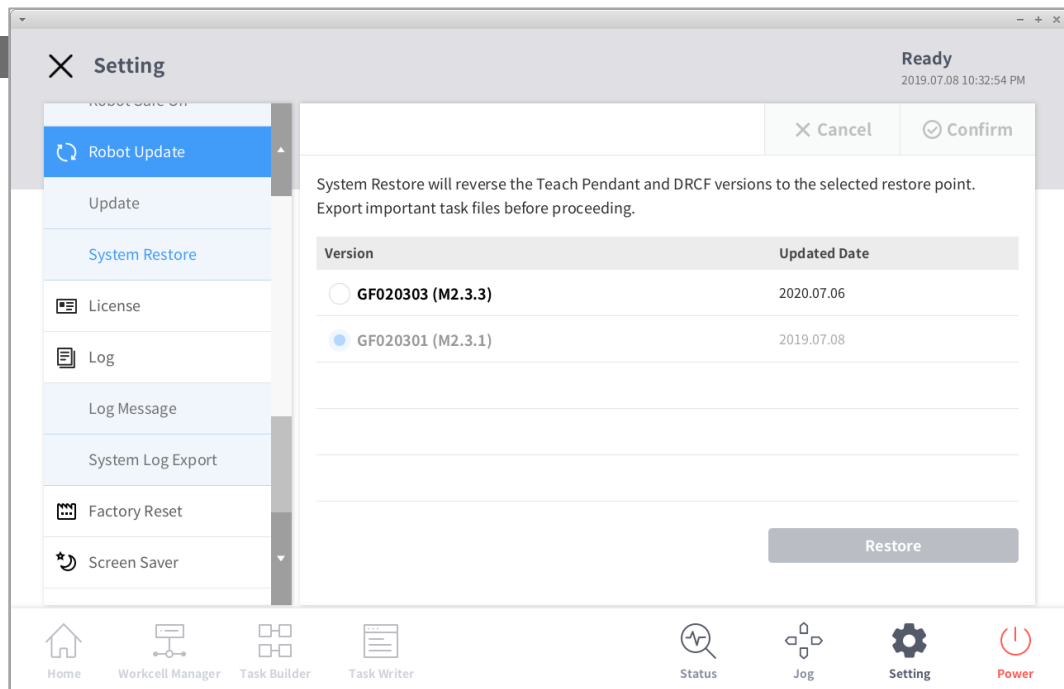 Setting
Ready
2019.07.08 10:32:54 PM
Robot Safe Off
Robot Update
Update
System Restore
License
Log
Log Message
System Log Export
Factory Reset
Screen Saver
Cancel
Confirm
System Restore will reverse the Teach Pendant and DRCF versions to the selected restore point.
Export important task files before proceeding.
Version Updated Date
GF020303 (M2.3.3) 2020.07.06
GF020301 (M2.3.1) 2019.07.08
Restore
Home Workcell Manager Task Builder Task Writer Status Jog Setting Power